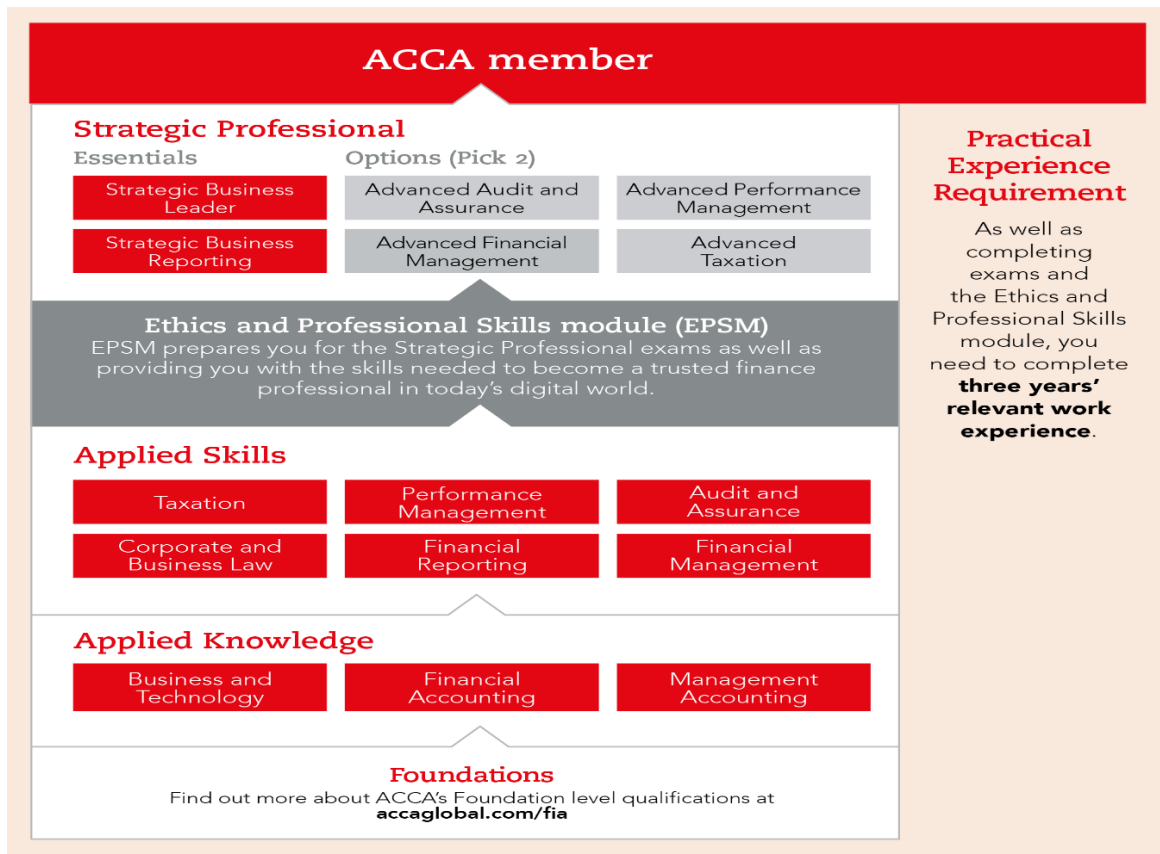 ACCA member
Strategic Professional
Essentials
Options (Pick 2)
Strategic Business
Leader
Advanced Audit and
Assurance
Advanced Performance
Management
Strategic Business
Reporting
Advanced Financial
Management
Advanced
Taxation
Ethics and Professional Skills module (EPSM)
EPSM prepares you for the Strategic Professional exams as well as
providing you with the skills needed to become a trusted finance
professional in today's digital world.
Applied Skills
Taxation
Performance
Management
Audit and
Assurance
Corporate and
Business Law
Financial
Reporting
Financial
Management
Applied Knowledge
Business and
Technology
Financial
Accounting
Management
Accounting
Foundations
Find out more about ACCA's Foundation level qualifications at
accaglobal.com/fia
Practical
Experience
Requirement
As well as
completing
exams and
the Ethics and
Professional Skills
module, you
need to complete
three years'
relevant work
experience.